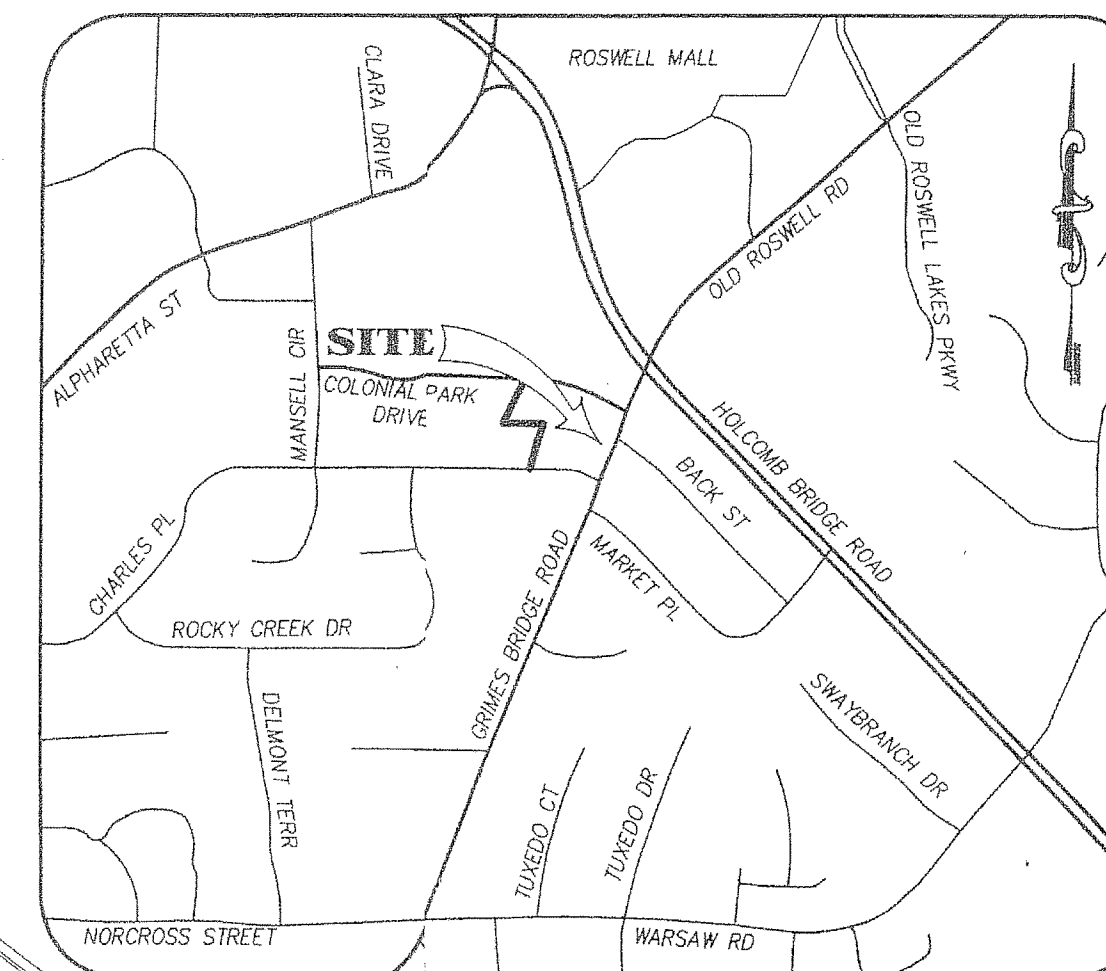 ROSWELL MALL
CLARA DRIVE
OLD ROSWELL LAKES PKWY
OLD ROSWELL RD
ALPHARETTA ST
MANSELL CIR
SITE
COLONIAL PARK
DRIVE
HOLCOMB BRIDGE ROAD
BACK ST
CHARLES PL
MARKET PL
GRIMES BRIDGE ROAD
ROCKY CREEK DR
DELMONT TERR
SWAYBRANCH DR
TUXEDO CT
TUXEDO DR
NORCROSS STREET
WARSAW RD